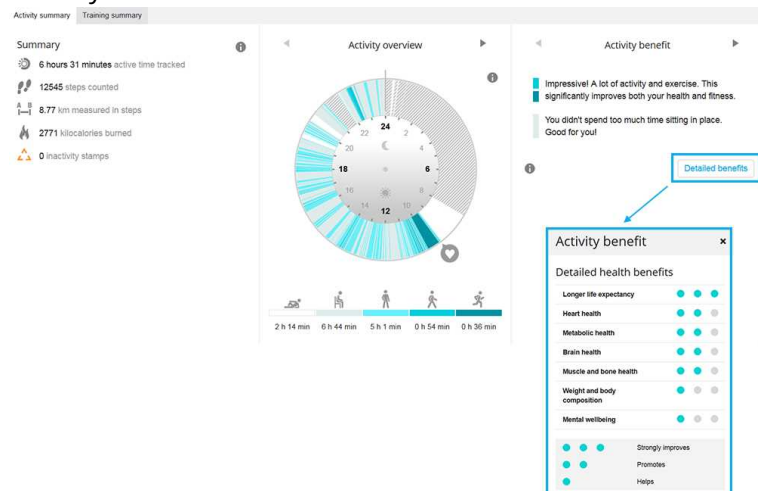 Activity summary Training summary
Summary
6 hours 31 minutes active time tracked
12545 steps counted
A B
8.77 km measured in steps
2771 kilocalories burned
0 inactivity stamps
Activity overview
24
22 2
20 4
18 6
16 8
14 10
12
2 h 14 min 6 h 44 min 5 h 1 min 0 h 54 min 0 h 36 min
Activity benefit
Impressive! A lot of activity and exercise. This
significantly improves both your health and fitness.
You didn't spend too much time sitting in place.
Good for you!
Detailed benefits
Activity benefit ×
Detailed health benefits
Longer life expectancy
Heart health
Metabolic health
Brain health
Muscle and bone health
Weight and body
composition
Mental wellbeing
Strongly improves
Promotes
Helps